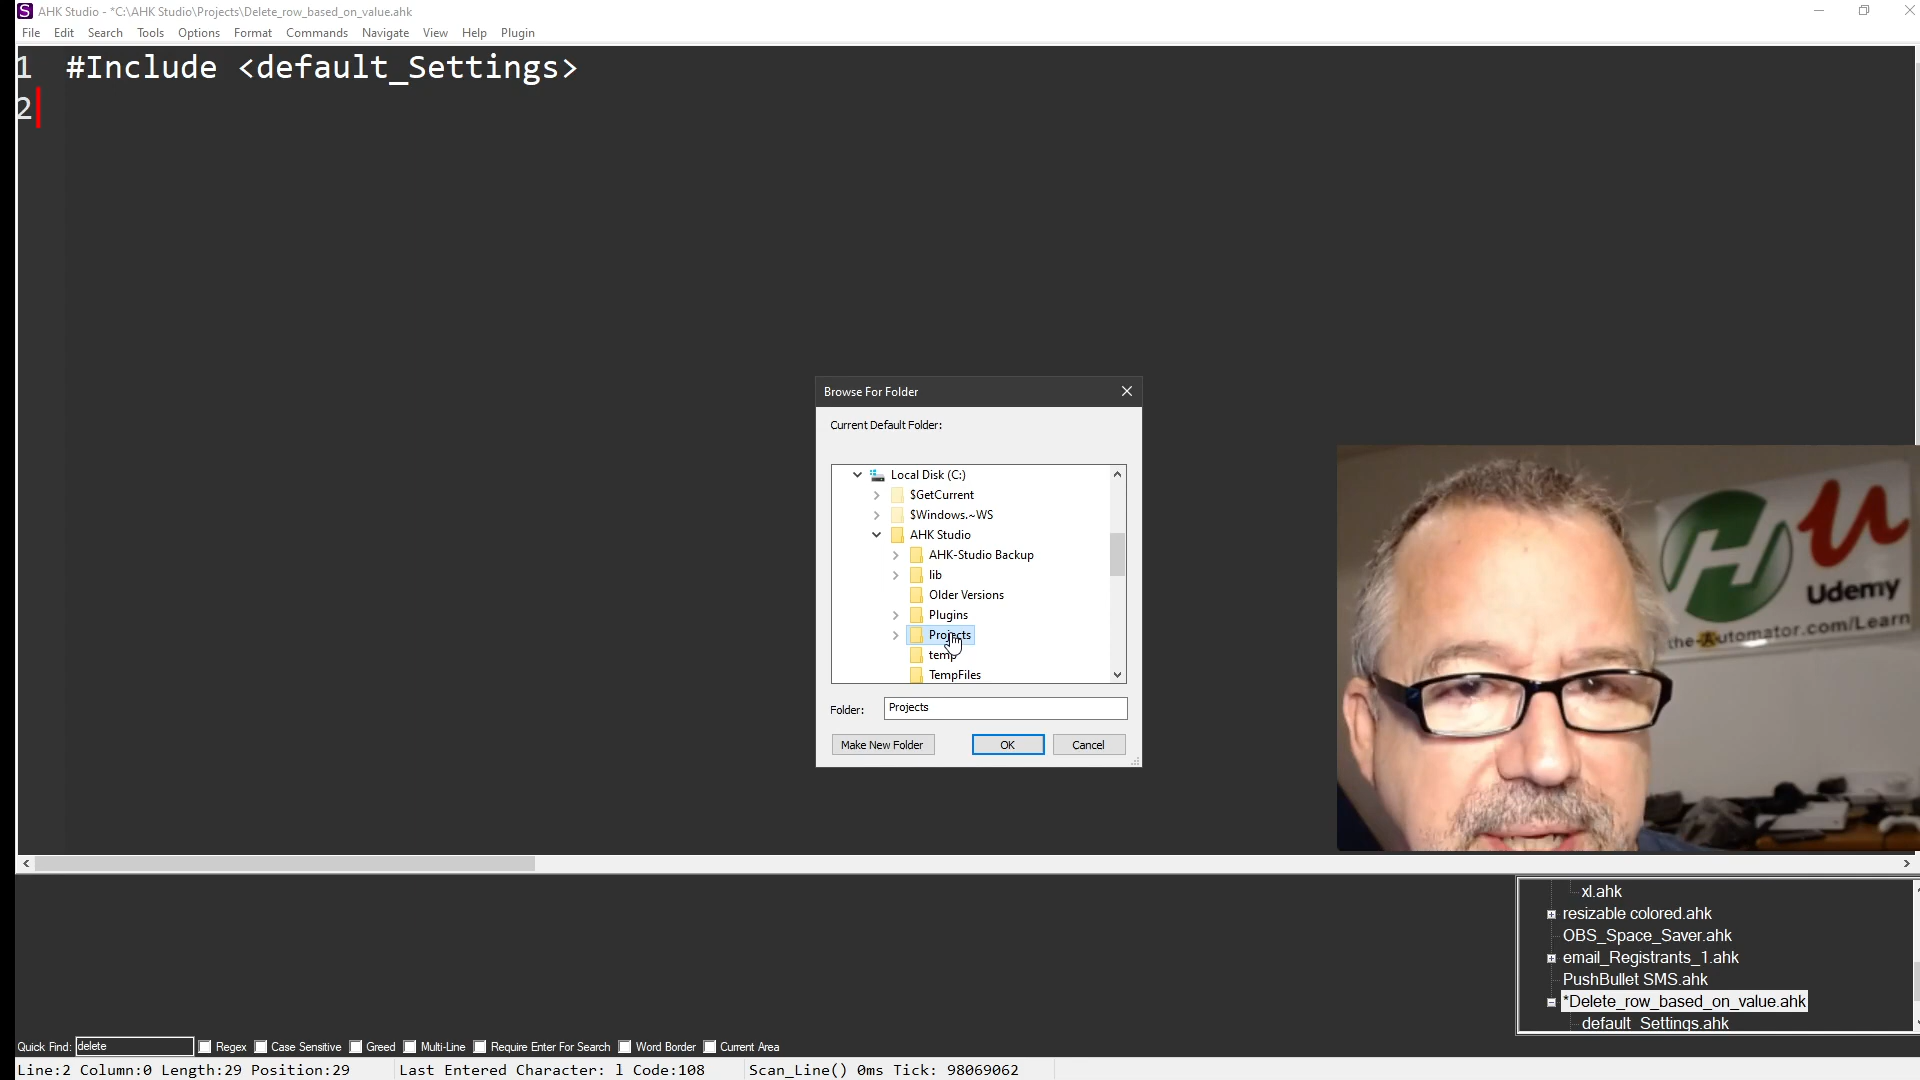 AHK Studio - *C:\AHK Studio\Projects\Delete_row_based_on_value.ahk
File Edit Search Tools Options Format Commands Navigate View Help Plugin
1 #Include <default_Settings>
2
Browse For Folder
Current Default Folder:
Local Disk (C:)
$GetCurrent
$Windows.~WS
AHK Studio
AHK-Studio Backup
lib
Older Versions
Plugins
Projects
temp
TempFiles
Folder: Projects
Make New Folder OK Cancel
Udemy
the-Automator.com/Learn
xl.ahk
resizable colored.ahk
OBS_Space_Saver.ahk
email_Registrants_1.ahk
PushBullet SMS.ahk
*Delete_row_based_on_value.ahk
default_Settings.ahk
Quick Find: delete Regex Case Sensitive Greed Multi-Line Require Enter For Search Word Border Current Area
Line:2 Column:0 Length:29 Position:29 Last Entered Character: l Code:108 Scan_Line() 0ms Tick: 98069062